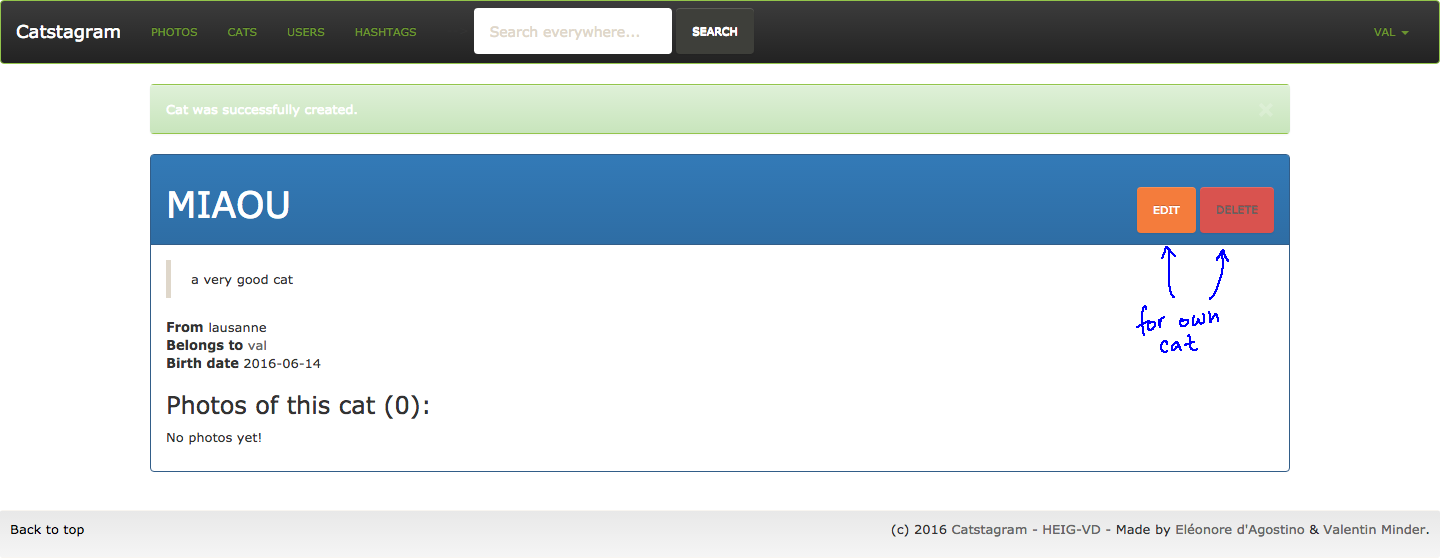 Catstagram PHOTOS CATS USERS HASHTAGS Search everywhere... SEARCH VAL
Cat was successfully created. ×
MIAOU EDIT DELETE
a very good cat
for own
cat
From lausanne
Belongs to val
Birth date 2016-06-14
Photos of this cat (0):
No photos yet!
Back to top (c) 2016 Catstagram - HEIG-VD - Made by Eléonore d'Agostino & Valentin Minder.